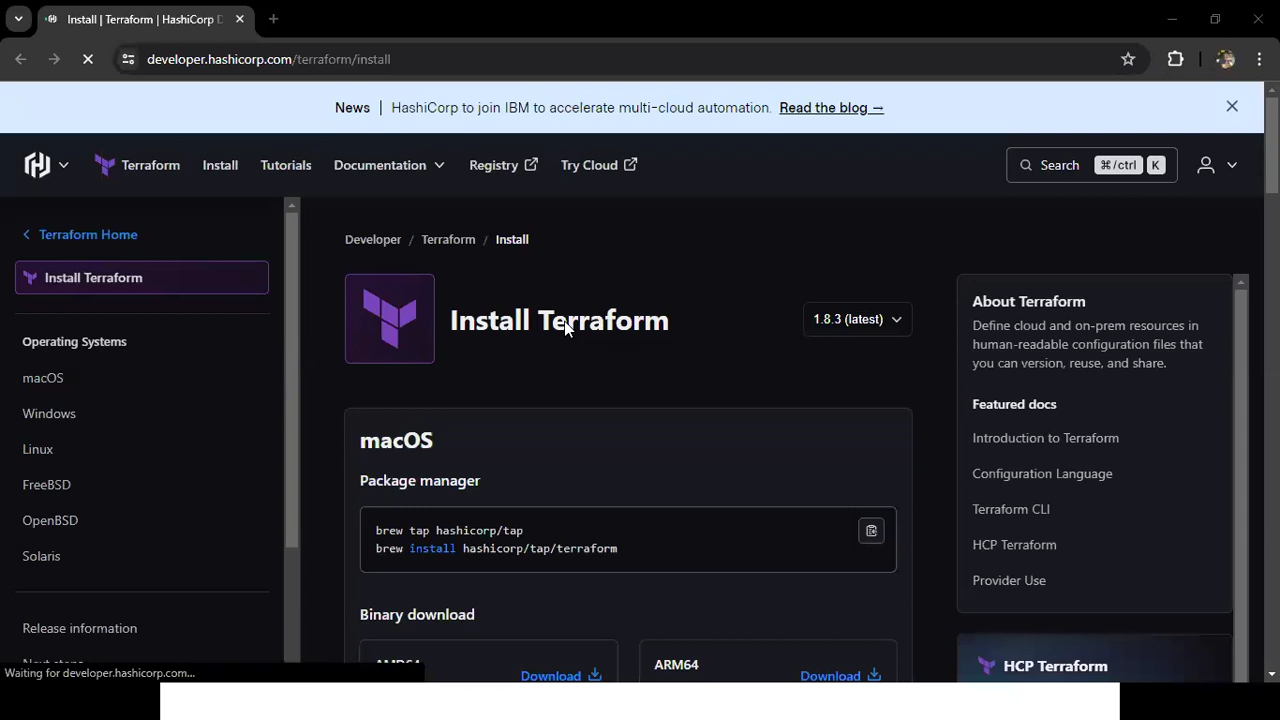 Install | Terraform | HashiCorp D
developer.hashicorp.com/terraform/install
News | HashiCorp to join IBM to accelerate multi-cloud automation. Read the blog →
Terraform Install Tutorials Documentation Registry Try Cloud Search ⌘/ctrl K
Terraform Home
Install Terraform
Operating Systems
macOS
Windows
Linux
FreeBSD
OpenBSD
Solaris
Release information
Next steps
Developer / Terraform / Install
Install Terraform
1.8.3 (latest)
macOS
Package manager
brew tap hashicorp/tap
brew install hashicorp/tap/terraform
Binary download
AMD64
Download
ARM64
Download
About Terraform
Define cloud and on-prem resources in
human-readable configuration files that
you can version, reuse, and share.
Featured docs
Introduction to Terraform
Configuration Language
Terraform CLI
HCP Terraform
Provider Use
HCP Terraform
Waiting for developer.hashicorp.com...